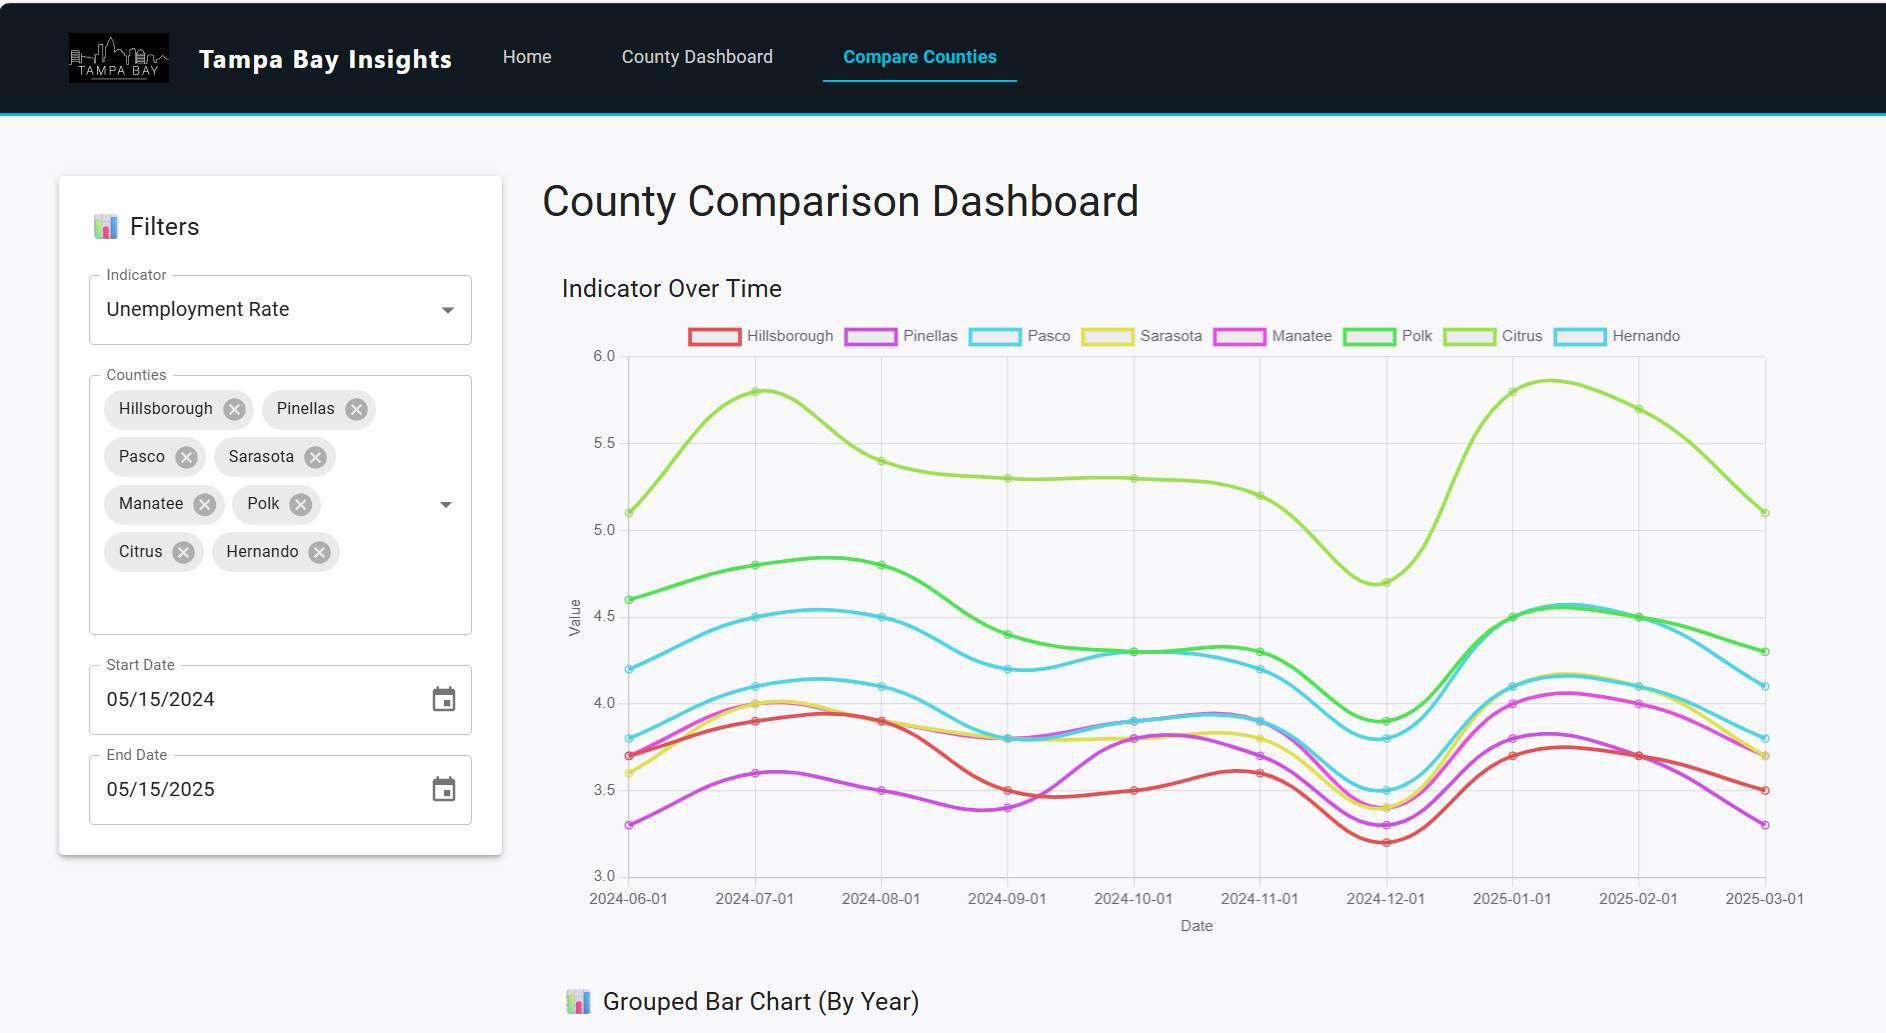 TAMPA BAY
Tampa Bay Insights
Home
County Dashboard
Compare Counties
Filters
Indicator
Unemployment Rate
Counties
Hillsborough
Pinellas
Pasco
Sarasota
Manatee
Polk
Citrus
Hernando
Start Date
05/15/2024
End Date
05/15/2025
County Comparison Dashboard
Indicator Over Time
Hillsborough Pinellas Pasco Sarasota Manatee Polk Citrus Hernando
Value
6.0
5.5
5.0
4.5
4.0
3.5
3.0
2024-06-01 2024-07-01 2024-08-01 2024-09-01 2024-10-01 2024-11-01 2024-12-01 2025-01-01 2025-02-01 2025-03-01
Date
Grouped Bar Chart (By Year)